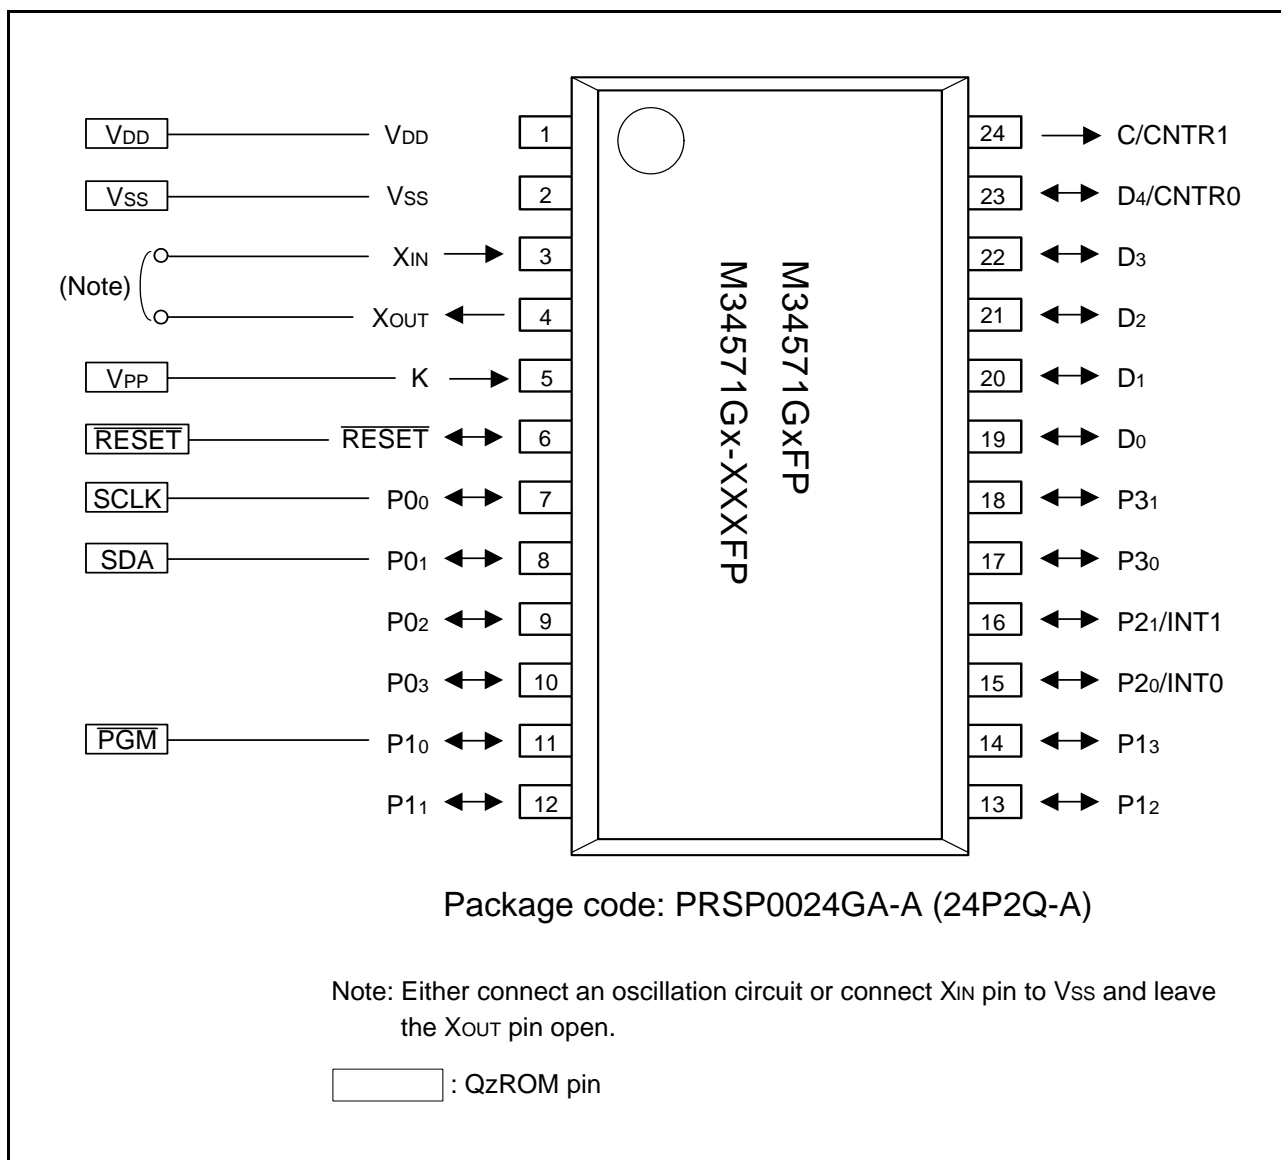 VDD VDD 1 24 C/CNTR1
VSS VSS 2 23 D4/CNTR0
XIN 3 22 D3
(Note)
XOUT 4 21 D2
VPP K 5 20 D1
RESET RESET 6 19 D0
SCLK P00 7 18 P31
SDA P01 8 17 P30
P02 9 16 P21/INT1
P03 10 15 P20/INT0
PGM P10 11 14 P13
P11 12 13 P12
M34571GxFP
M34571Gx-XXXFP
Package code: PRSP0024GA-A (24P2Q-A)
Note: Either connect an oscillation circuit or connect XIN pin to VSS and leave
the XOUT pin open.
: QzROM pin